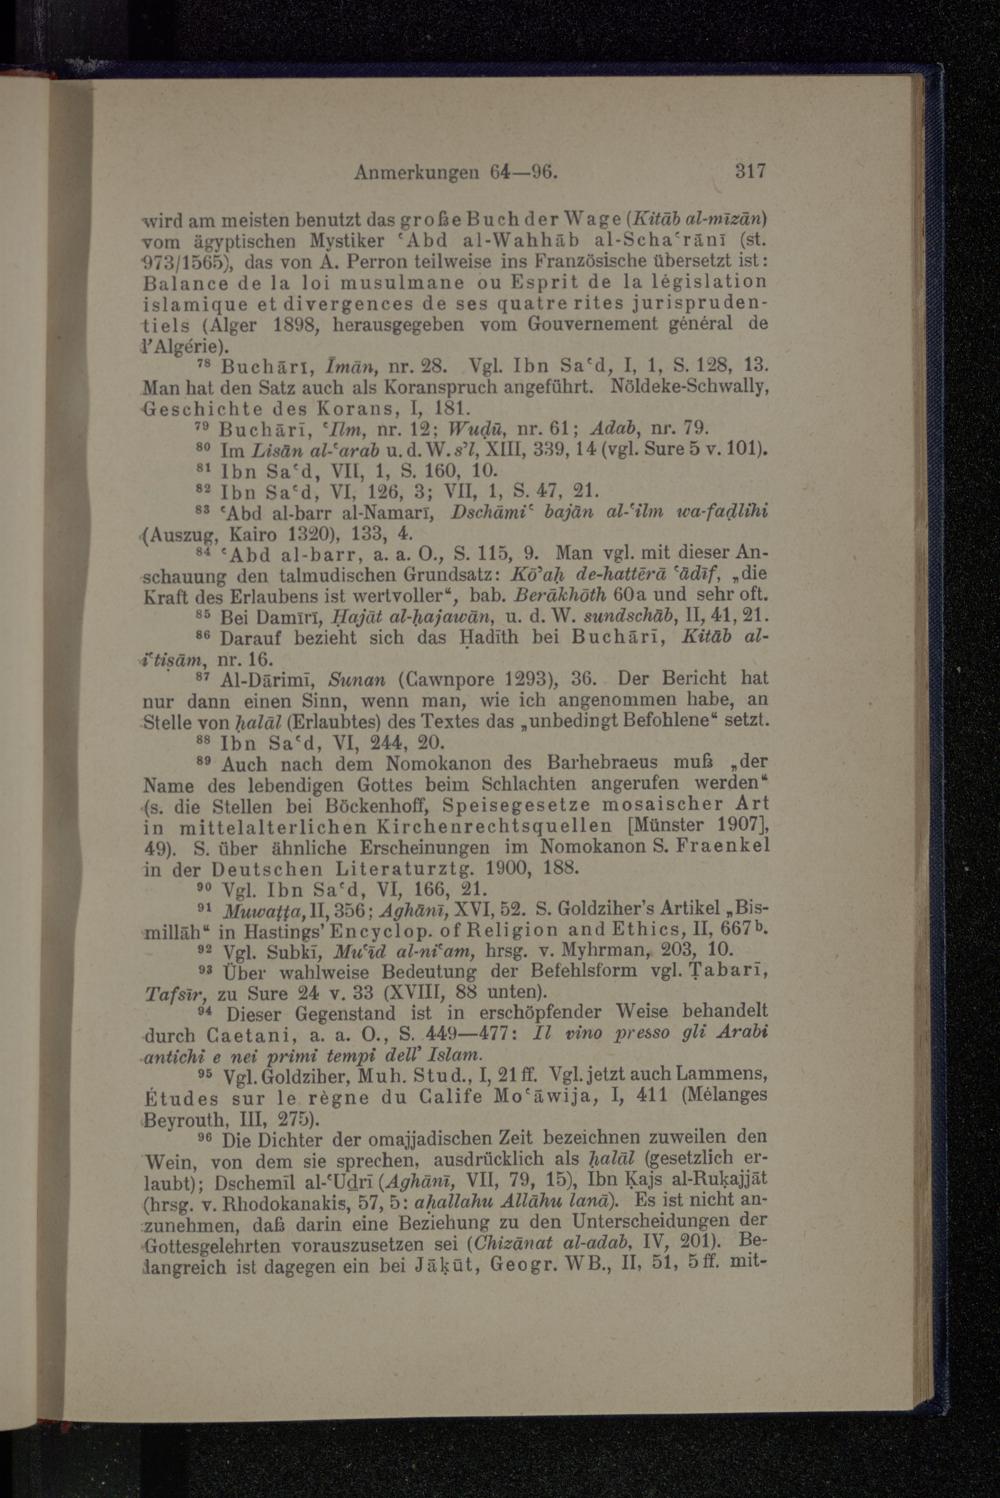 Anmerkungen 64—96. 317
wird am meisten benutzt das große Buch der Wage (Kitāb al-mīzān)
vom ägyptischen Mystiker ʿAbd al-Wahhāb al-Schaʿrānī (st.
973/1565), das von A. Perron teilweise ins Französische übersetzt ist:
Balance de la loi musulmane ou Esprit de la législation
islamique et divergences de ses quatre rites jurispruden-
tiels (Alger 1898, herausgegeben vom Gouvernement général de
l'Algérie).
⁷⁸ Buchārī, Īmān, nr. 28. Vgl. Ibn Saʿd, I, 1, S. 128, 13.
Man hat den Satz auch als Koranspruch angeführt. Nöldeke-Schwally,
Geschichte des Korans, I, 181.
⁷⁹ Buchārī, ʿIlm, nr. 12; Wuḍū, nr. 61; Adab, nr. 79.
⁸⁰ Im Lisān al-ʿarab u. d. W. sʾl, XIII, 339, 14 (vgl. Sure 5 v. 101).
⁸¹ Ibn Saʿd, VII, 1, S. 160, 10.
⁸² Ibn Saʿd, VI, 126, 3; VII, 1, S. 47, 21.
⁸³ ʿAbd al-barr al-Namarī, Dschāmiʿ bajān al-ʿilm wa-faḍlihi
(Auszug, Kairo 1320), 133, 4.
⁸⁴ ʿAbd al-barr, a. a. O., S. 115, 9. Man vgl. mit dieser An-
schauung den talmudischen Grundsatz: Kōʾaḥ de-hattērā ʿādīf, „die
Kraft des Erlaubens ist wertvoller“, bab. Berākhōth 60a und sehr oft.
⁸⁵ Bei Damīrī, Ḥajāt al-ḥajawān, u. d. W. sundschāb, II, 41, 21.
⁸⁶ Darauf bezieht sich das Ḥadīth bei Buchārī, Kitāb al-
iʿtiṣām, nr. 16.
⁸⁷ Al-Dārimī, Sunan (Cawnpore 1293), 36. Der Bericht hat
nur dann einen Sinn, wenn man, wie ich angenommen habe, an
Stelle von ḥalāl (Erlaubtes) des Textes das „unbedingt Befohlene“ setzt.
⁸⁸ Ibn Saʿd, VI, 244, 20.
⁸⁹ Auch nach dem Nomokanon des Barhebraeus muß „der
Name des lebendigen Gottes beim Schlachten angerufen werden“
(s. die Stellen bei Böckenhoff, Speisegesetze mosaischer Art
in mittelalterlichen Kirchenrechtsquellen [Münster 1907],
49). S. über ähnliche Erscheinungen im Nomokanon S. Fraenkel
in der Deutschen Literaturztg. 1900, 188.
⁹⁰ Vgl. Ibn Saʿd, VI, 166, 21.
⁹¹ Muwaṭṭa, II, 356; Aghānī, XVI, 52. S. Goldziher's Artikel „Bis-
millāh“ in Hastings' Encyclop. of Religion and Ethics, II, 667ᵇ.
⁹² Vgl. Subkī, Muʿīd al-niʿam, hrsg. v. Myhrman, 203, 10.
⁹³ Über wahlweise Bedeutung der Befehlsform vgl. Ṭabarī,
Tafsīr, zu Sure 24 v. 33 (XVIII, 88 unten).
⁹⁴ Dieser Gegenstand ist in erschöpfender Weise behandelt
durch Caetani, a. a. O., S. 449—477: Il vino presso gli Arabi
antichi e nei primi tempi dell' Islam.
⁹⁵ Vgl. Goldziher, Muh. Stud., I, 21 ff. Vgl. jetzt auch Lammens,
Études sur le règne du Calife Moʿāwija, I, 411 (Mélanges
Beyrouth, III, 275).
⁹⁶ Die Dichter der omajjadischen Zeit bezeichnen zuweilen den
Wein, von dem sie sprechen, ausdrücklich als ḥalāl (gesetzlich er-
laubt); Dschemīl al-ʿUḏrī (Aghānī, VII, 79, 15), Ibn Ḳajs al-Ruḳajjāt
(hrsg. v. Rhodokanakis, 57, 5: aḥallahu Allāhu lanā). Es ist nicht an-
zunehmen, daß darin eine Beziehung zu den Unterscheidungen der
Gottesgelehrten vorauszusetzen sei (Chizānat al-adab, IV, 201). Be-
langreich ist dagegen ein bei Jāḳūt, Geogr. WB., II, 51, 5 ff. mit-